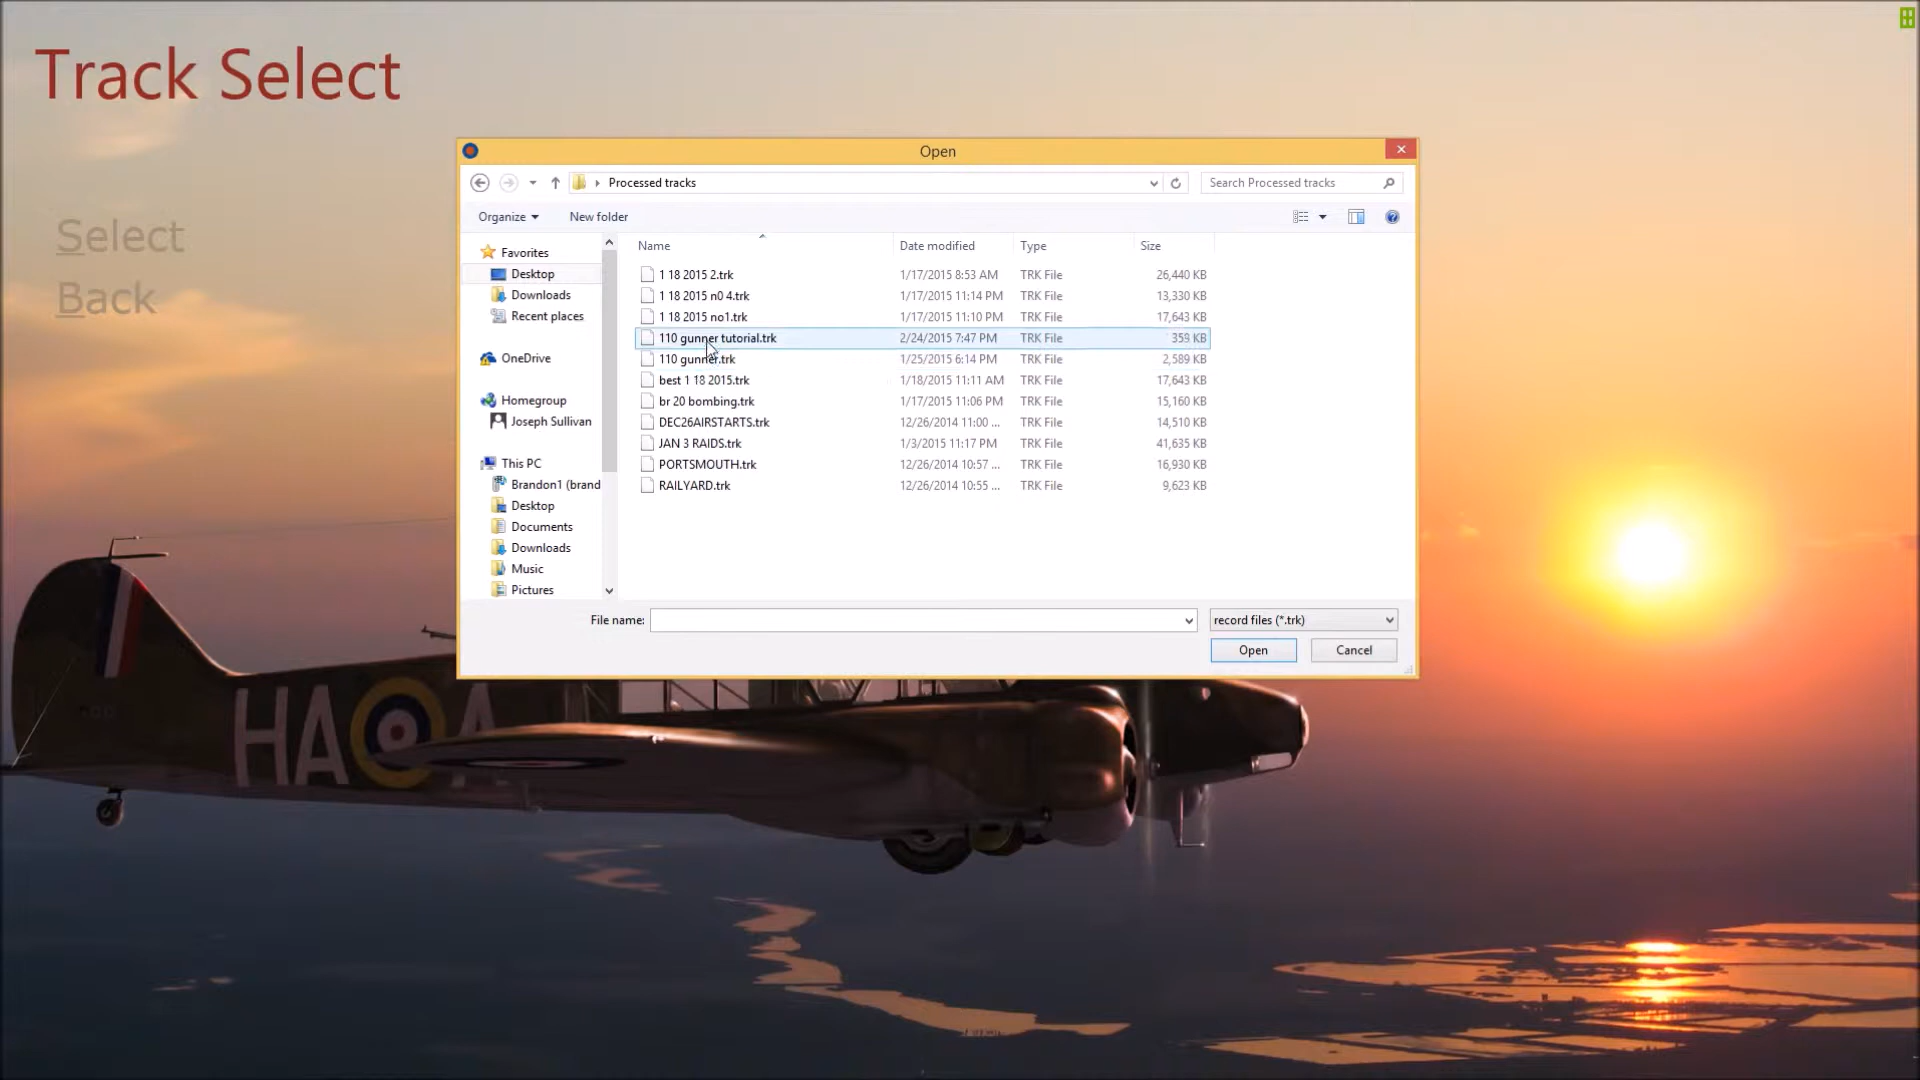 Track Select
Select
Back
Open
Processed tracks
Search Processed tracks
Organize
New folder
Name Date modified Type Size
Favorites
Desktop
Downloads
Recent places
OneDrive
Homegroup
Joseph Sullivan
This PC
Brandon1 (brand
Desktop
Documents
Downloads
Music
Pictures
1 18 2015 2.trk 1/17/2015 8:53 AM TRK File 26,440 KB
1 18 2015 n0 4.trk 1/17/2015 11:14 PM TRK File 13,330 KB
1 18 2015 no1.trk 1/17/2015 11:10 PM TRK File 17,643 KB
110 gunner tutorial.trk 2/24/2015 7:47 PM TRK File 359 KB
110 gunner.trk 1/25/2015 6:14 PM TRK File 2,589 KB
best 1 18 2015.trk 1/18/2015 11:11 AM TRK File 17,643 KB
br 20 bombing.trk 1/17/2015 11:06 PM TRK File 15,160 KB
DEC26AIRSTARTS.trk 12/26/2014 11:00 ... TRK File 14,510 KB
JAN 3 RAIDS.trk 1/3/2015 11:17 PM TRK File 41,635 KB
PORTSMOUTH.trk 12/26/2014 10:57 ... TRK File 16,930 KB
RAILYARD.trk 12/26/2014 10:55 ... TRK File 9,623 KB
File name:
record files (*.trk)
Open
Cancel
HA A